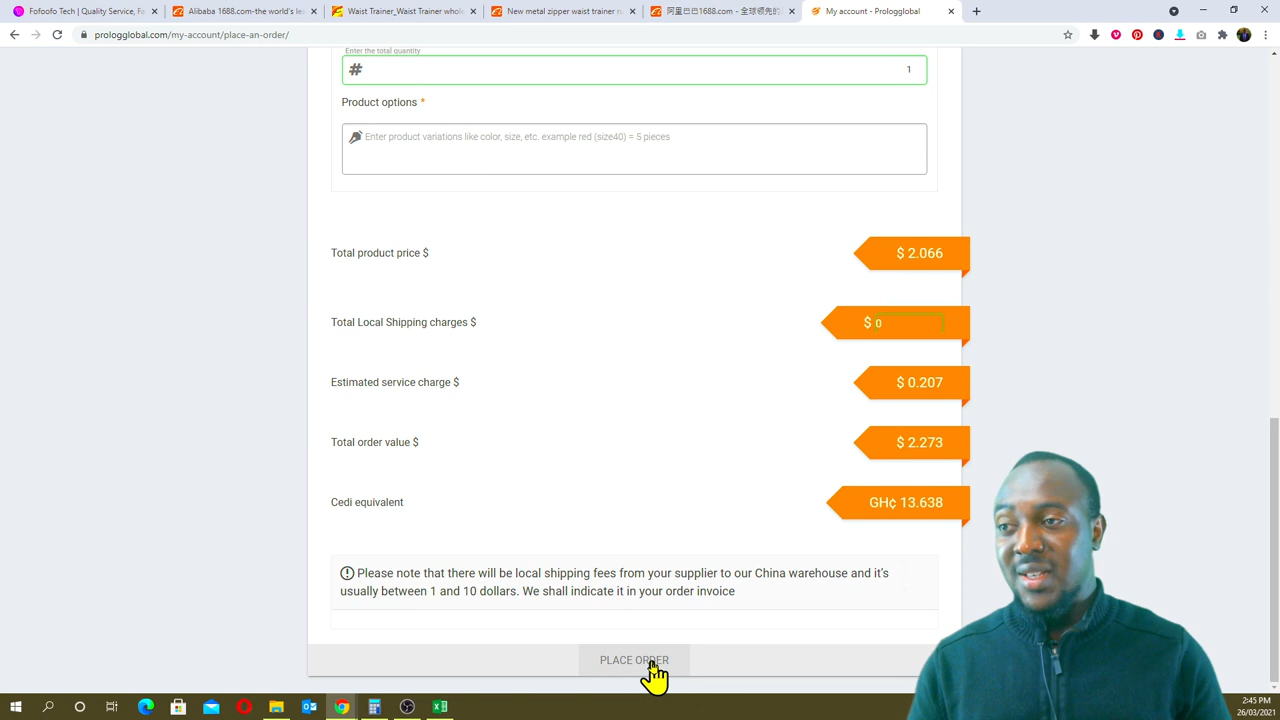 Fofoofo Tech | Quality Service, Fa
Alibaba 1688.com-the world's le
Waist Trainer_Waist Trainer whol
New metal zipper waist trainer ru
阿里巴巴1688.com - 全球领先的
My account - Prologglobal
prologglobal.com/my-account/place-an-order/
Enter the total quantity
# 1
Product options *
Enter product variations like color, size, etc. example red (size40) = 5 pieces
Total product price $
$ 2.066
Total Local Shipping charges $
$ 0
Estimated service charge $
$ 0.207
Total order value $
$ 2.273
Cedi equivalent
GH¢ 13.638
Please note that there will be local shipping fees from your supplier to our China warehouse and it's
usually between 1 and 10 dollars. We shall indicate it in your order invoice
PLACE ORDER
2:45 PM
26/03/2021